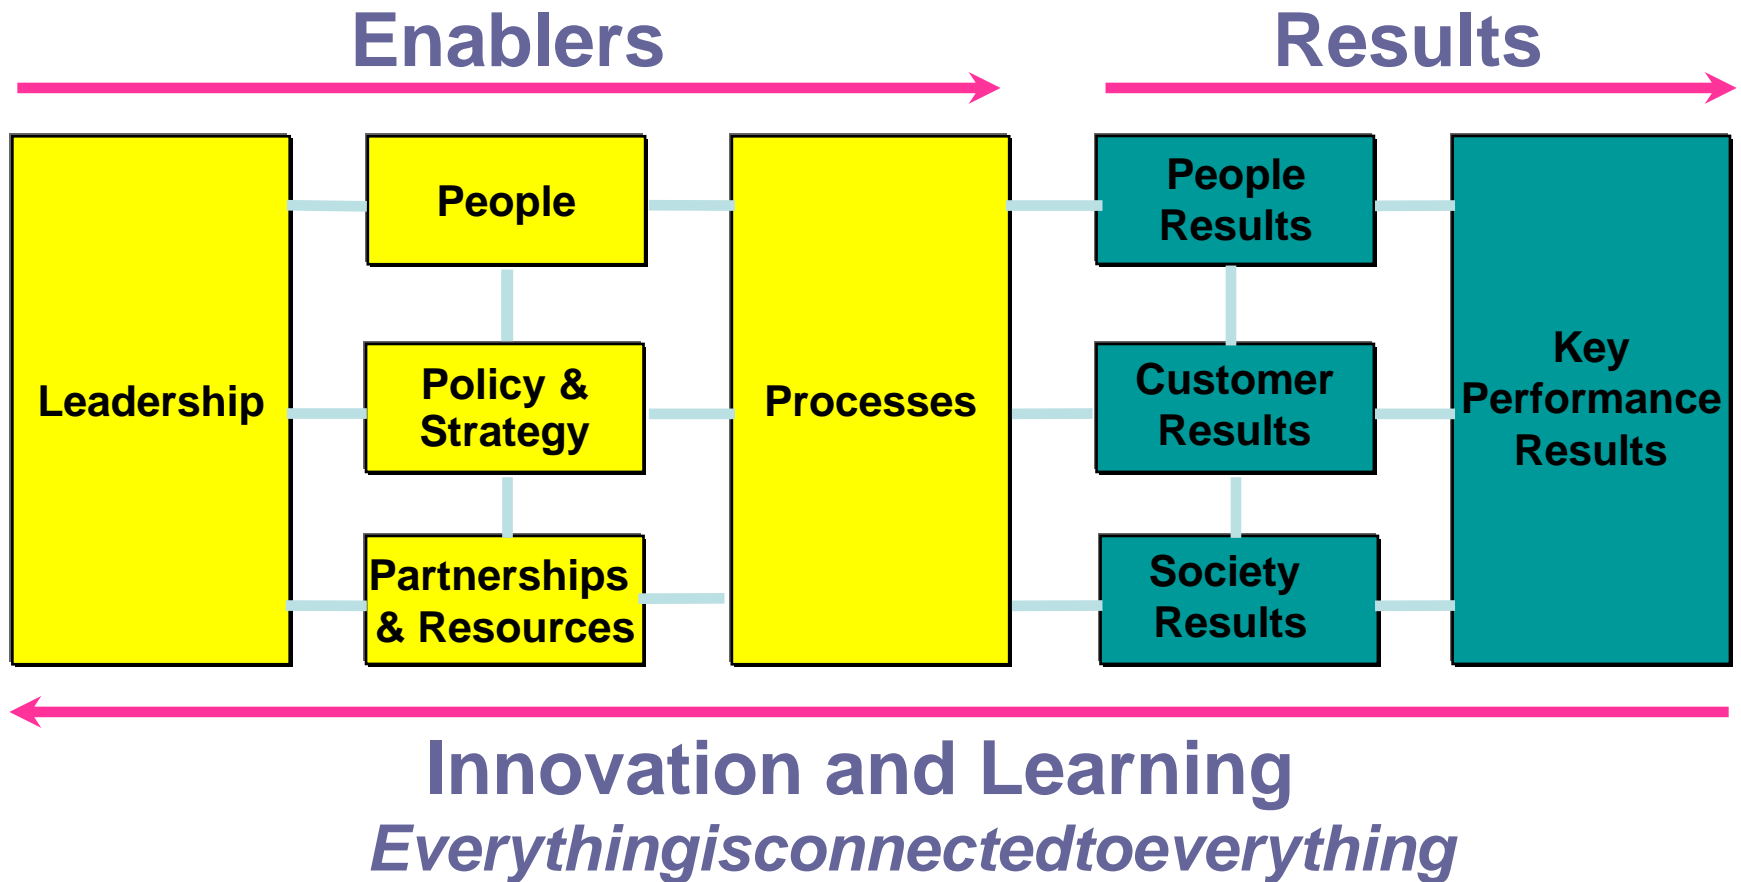 Enablers
Results
Leadership
People
Policy &
Strategy
Partnerships
& Resources
Processes
People
Results
Customer
Results
Society
Results
Key
Performance
Results
Innovation and Learning
Everythingisconnectedtoeverything